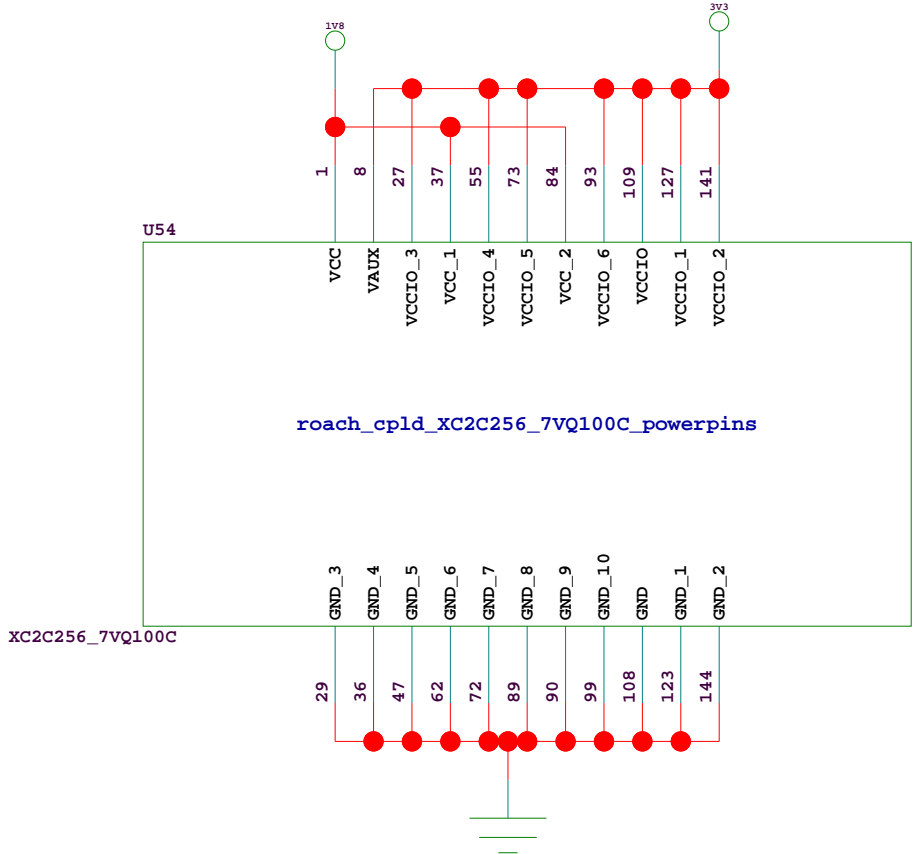 3V3
1V8
1
8
27
37
55
73
84
93
109
127
141
U54
VCC
VAUX
VCCIO_3
VCC_1
VCCIO_4
VCCIO_5
VCC_2
VCCIO_6
VCCIO
VCCIO_1
VCCIO_2
roach_cpld_XC2C256_7VQ100C_powerpins
GND_3
GND_4
GND_5
GND_6
GND_7
GND_8
GND_9
GND_10
GND
GND_1
GND_2
XC2C256_7VQ100C
29
36
47
62
72
89
90
99
108
123
144